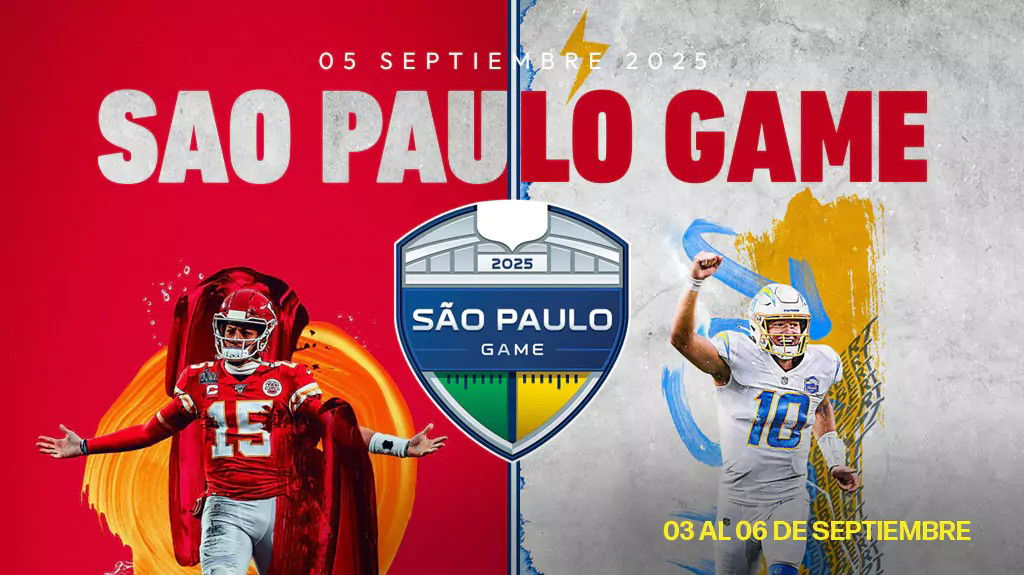 05 SEPTIEMBRE 2025
SAO PAULO GAME
2025
SÃO PAULO
GAME
15
10
03 AL 06 DE SEPTIEMBRE